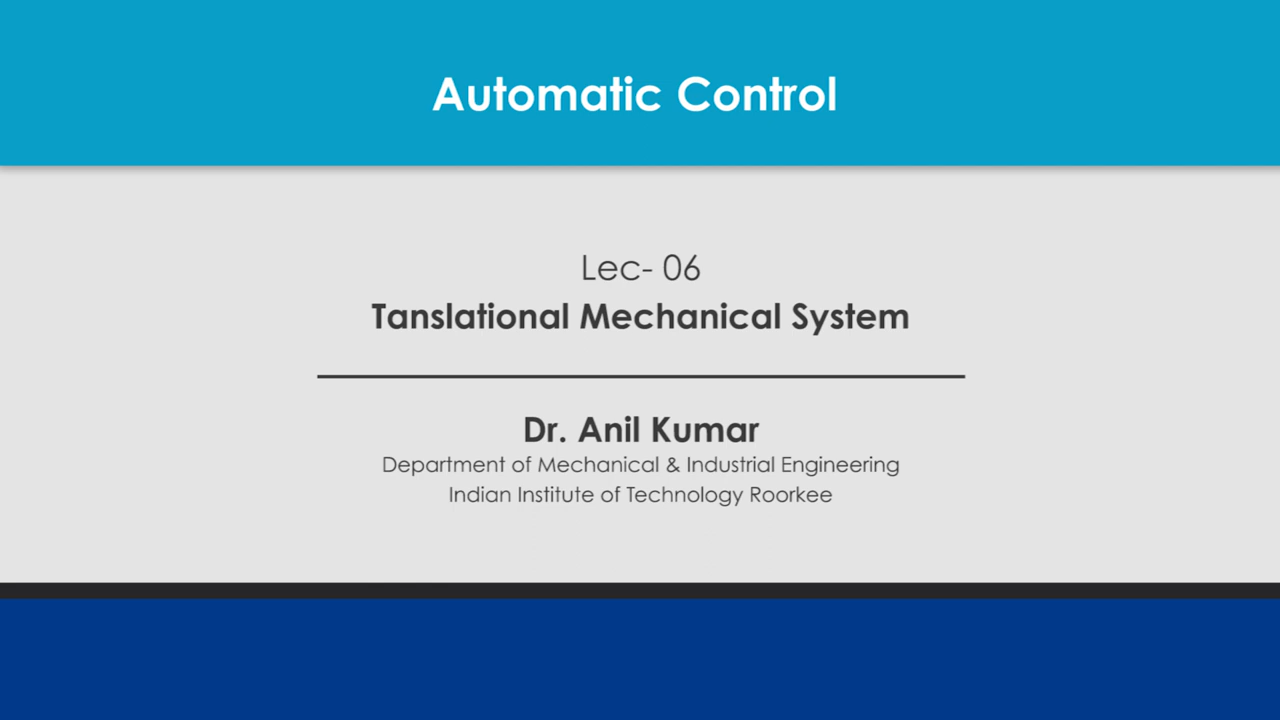 Automatic Control
Lec- 06
Tanslational Mechanical System
Dr. Anil Kumar
Department of Mechanical & Industrial Engineering
Indian Institute of Technology Roorkee